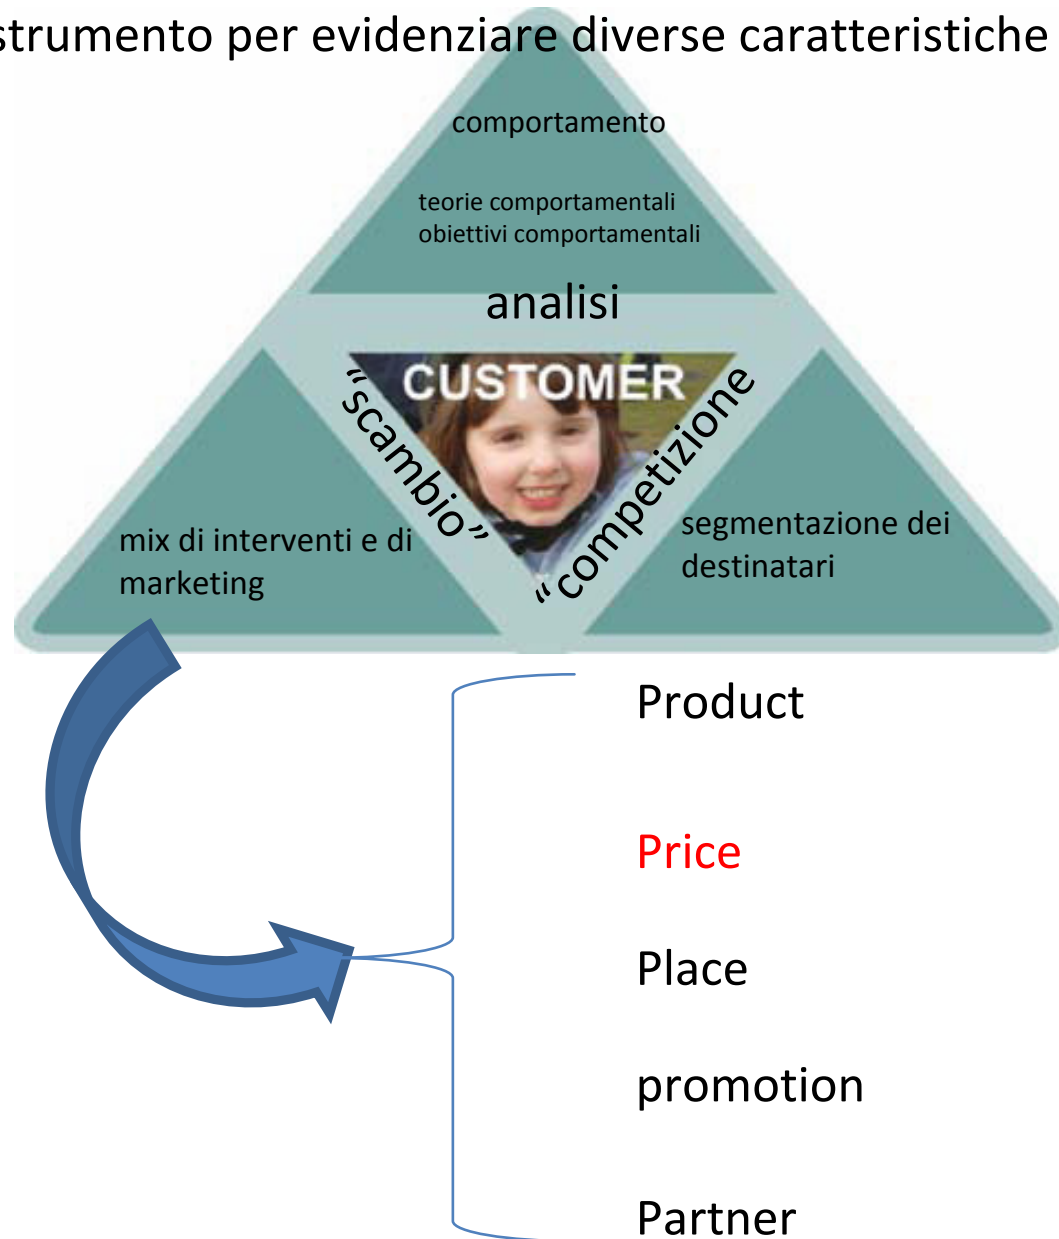 strumento per evidenziare diverse caratteristiche
comportamento
teorie comportamentali
obiettivi comportamentali
analisi
CUSTOMER
“scambio”
“competizione
mix di interventi e di
marketing
segmentazione dei
destinatari
Product
Price
Place
promotion
Partner